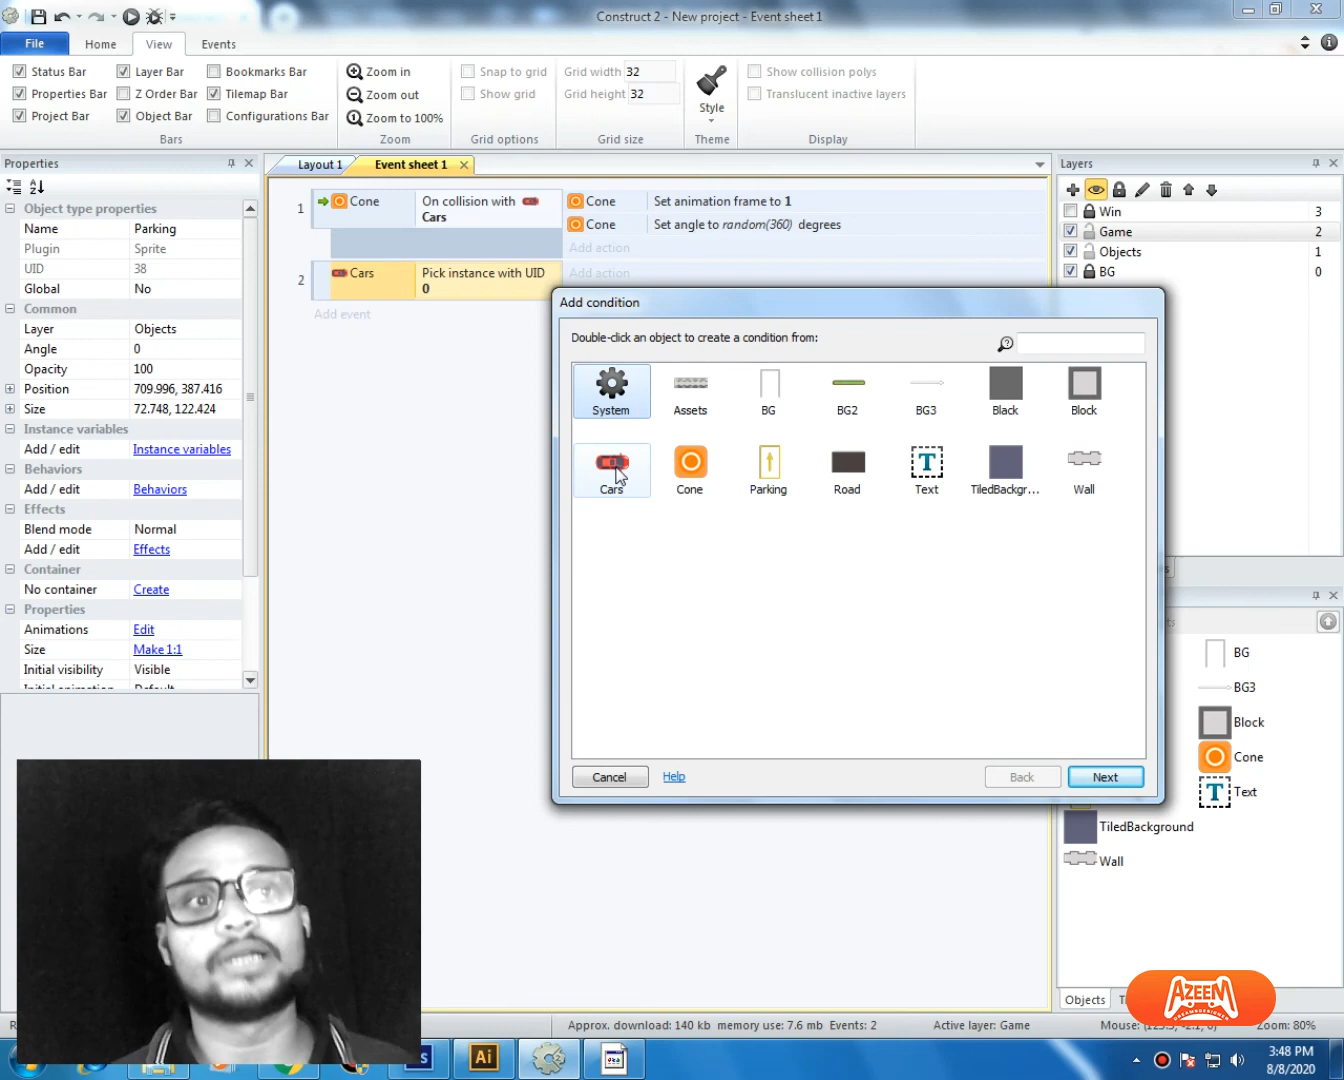 Construct 2 - New project - Event sheet 1
File
Home
View
Events
Status Bar
Layer Bar
Bookmarks Bar
Properties Bar
Z Order Bar
Tilemap Bar
Project Bar
Object Bar
Configurations Bar
Bars
Zoom in
Zoom out
Zoom to 100%
Zoom
Snap to grid
Show grid
Grid options
Grid width 32
Grid height 32
Grid size
Style
Theme
Show collision polys
Translucent inactive layers
Display
Properties
Object type properties
Name Parking
Plugin Sprite
UID 38
Global No
Common
Layer Objects
Angle 0
Opacity 100
Position 709.996, 387.416
Size 72.748, 122.424
Instance variables
Add / edit Instance variables
Behaviors
Add / edit Behaviors
Effects
Blend mode Normal
Add / edit Effects
Container
No container Create
Properties
Animations Edit
Size Make 1:1
Initial visibility Visible
Layout 1
Event sheet 1
1
Cone
On collision with
Cars
Cone Set animation frame to 1
Cone Set angle to random(360) degrees
Add action
2
Cars
Pick instance with UID
0
Add action
Add event
Add condition
Double-click an object to create a condition from:
System
Assets
BG
BG2
BG3
Black
Block
Cars
Cone
Parking
Road
Text
TiledBackgr...
Wall
Cancel
Help
Back
Next
Layers
Win 3
Game 2
Objects 1
BG 0
BG
BG3
Block
Cone
Text
TiledBackground
Wall
Objects
AZEEM
DREAMSDESIGNER
Approx. download: 140 kb memory use: 7.6 mb Events: 2
Active layer: Game
Zoom: 80%
Ai
3:48 PM
8/8/2020